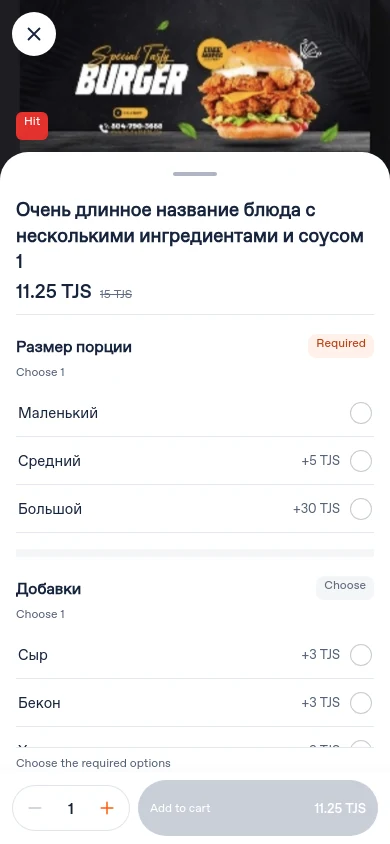 Special Tasty
BURGER
Hit
Очень длинное название блюда с
несколькими ингредиентами и соусом
1
11.25 TJS 15 TJS
Размер порции Required
Choose 1
Маленький
Средний +5 TJS
Большой +30 TJS
Добавки Choose
Choose 1
Сыр +3 TJS
Бекон +3 TJS
Choose the required options
1 Add to cart 11.25 TJS